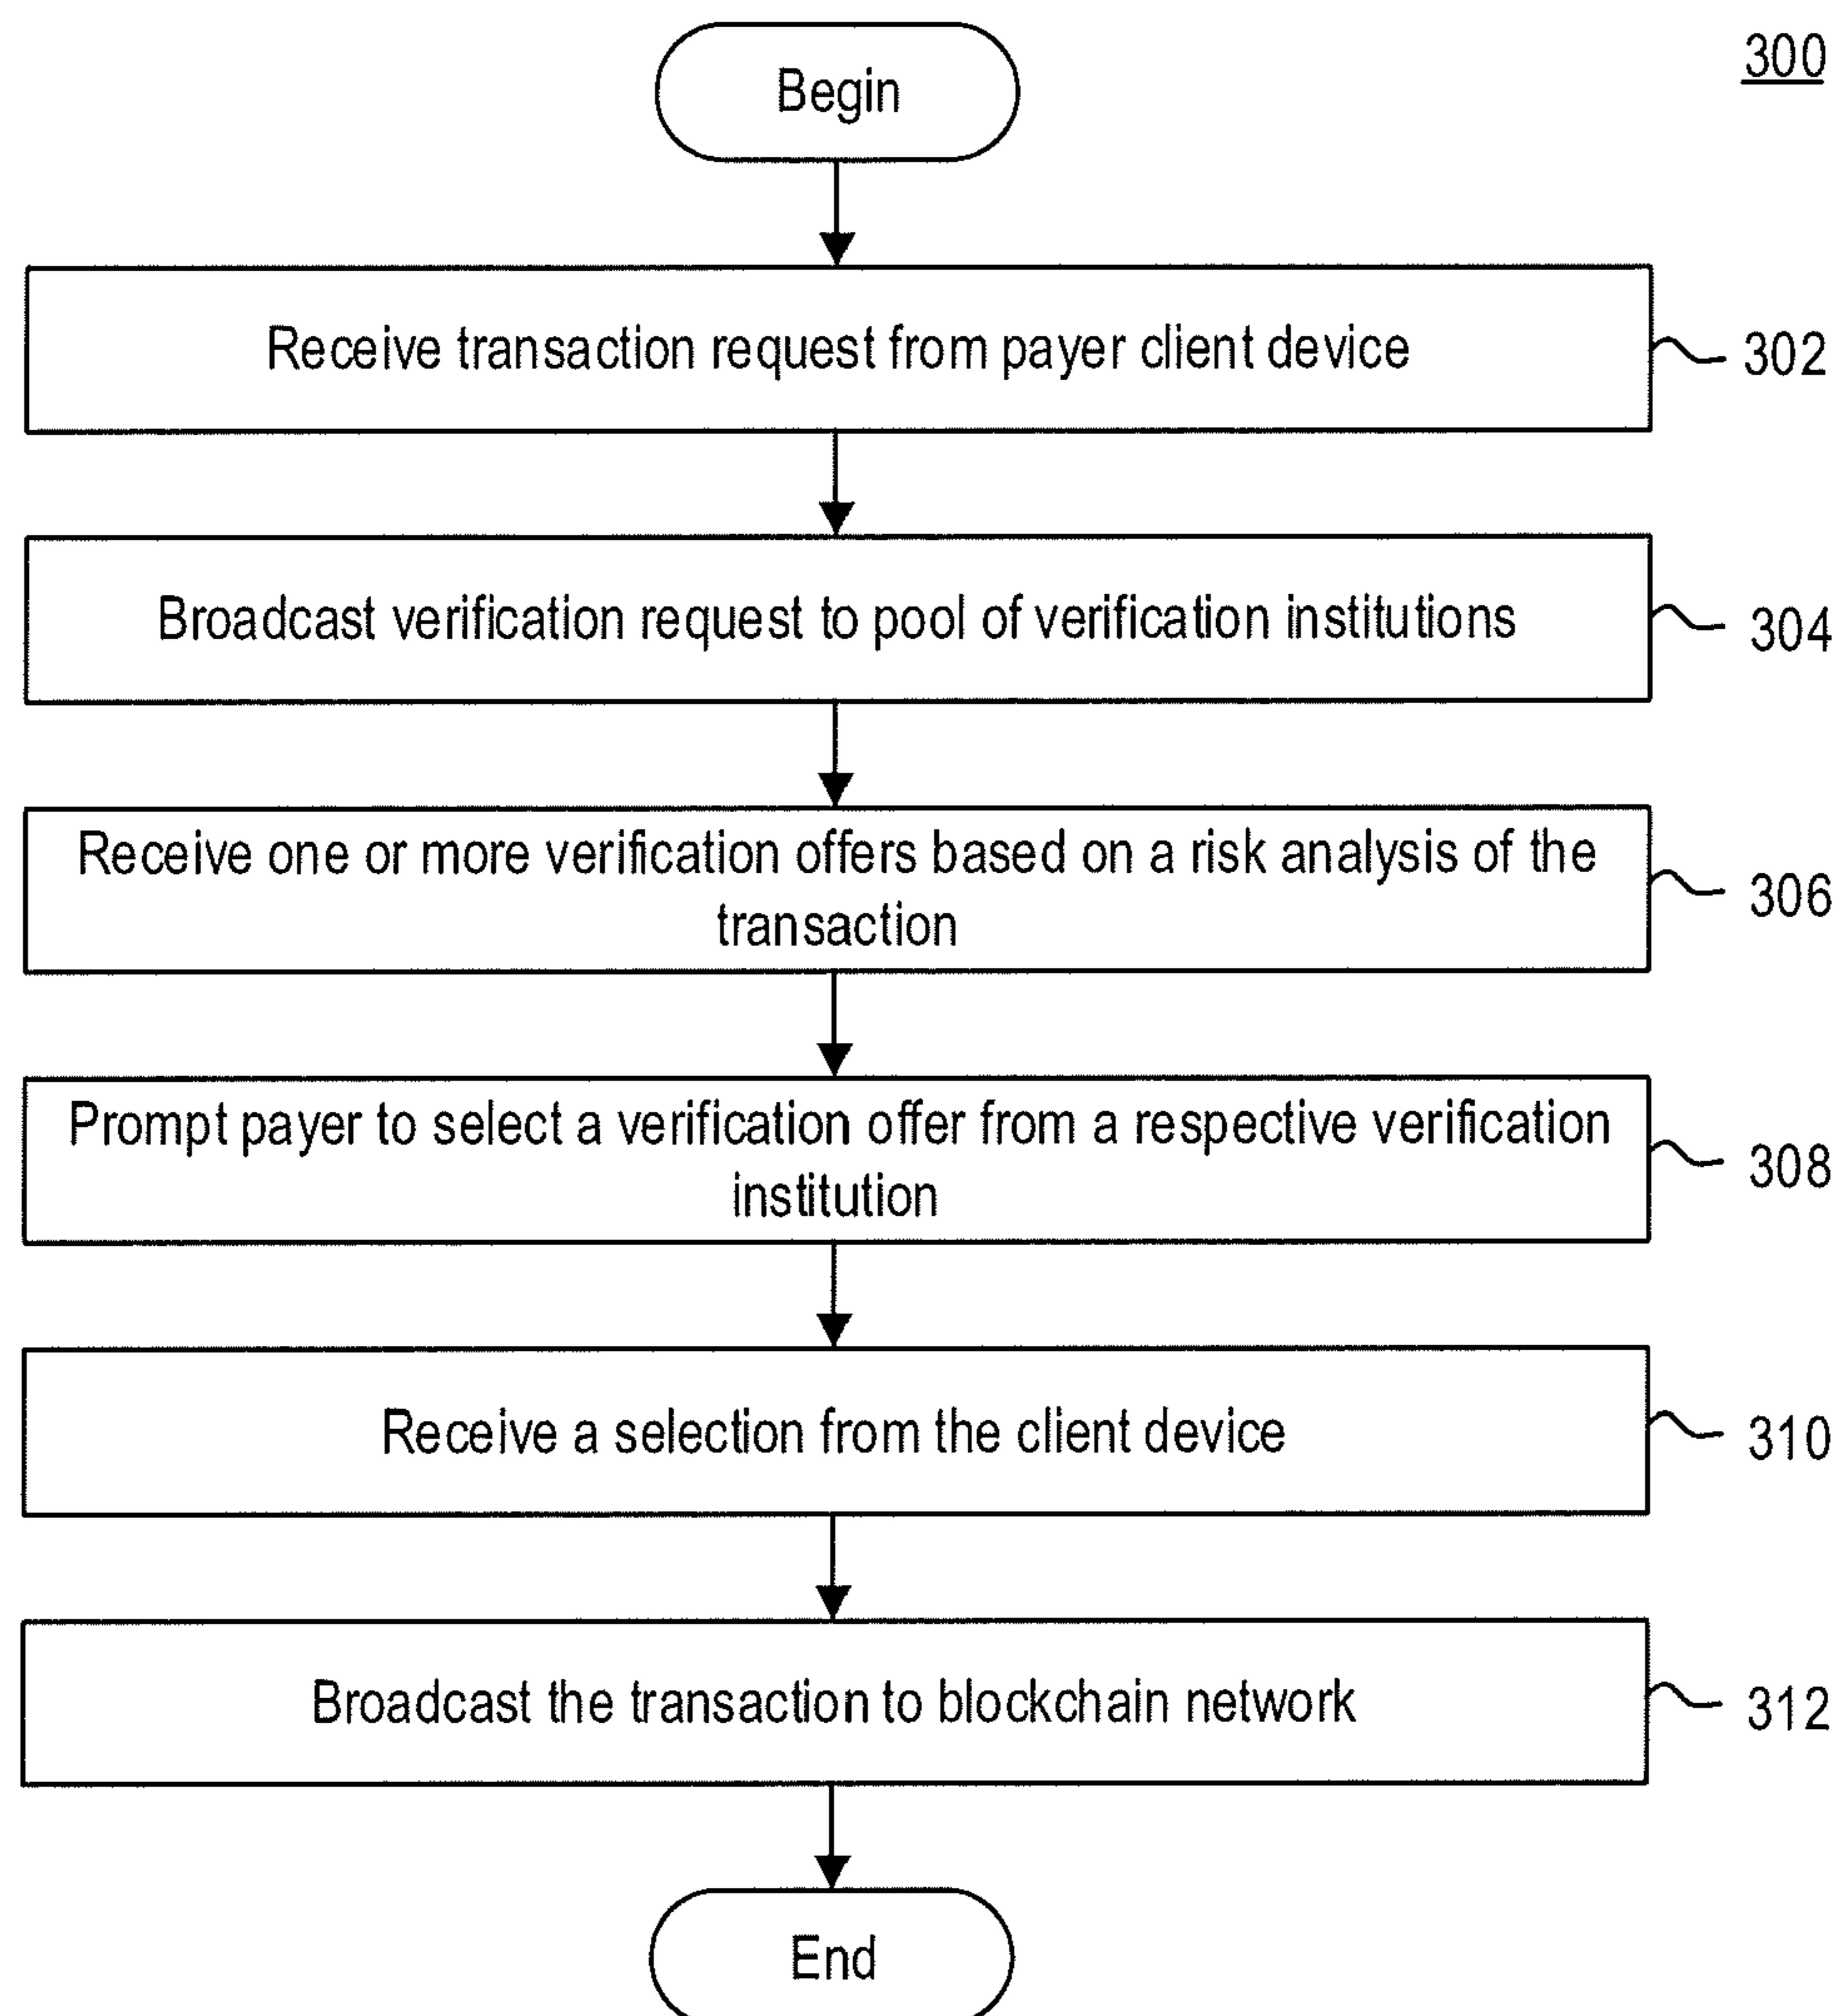 300
Begin
Receive transaction request from payer client device
302
Broadcast verification request to pool of verification institutions
304
Receive one or more verification offers based on a risk analysis of the
transaction
306
Prompt payer to select a verification offer from a respective verification
institution
308
Receive a selection from the client device
310
Broadcast the transaction to blockchain network
312
End